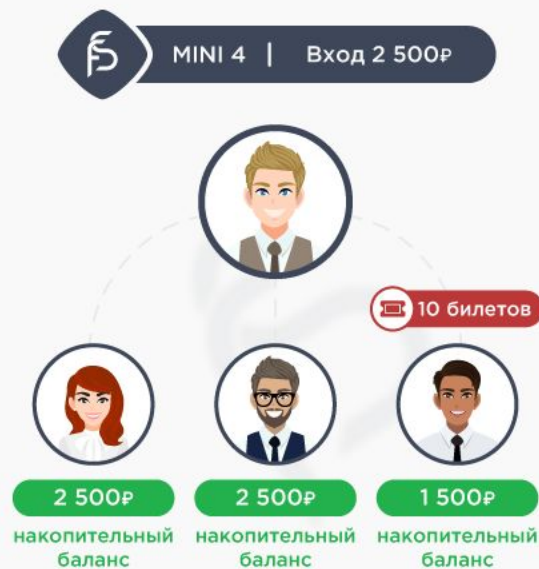 MINI 4 | Вход 2 500₽
10 билетов
2 500₽
2 500₽
1 500₽
накопительный
баланс
накопительный
баланс
накопительный
баланс